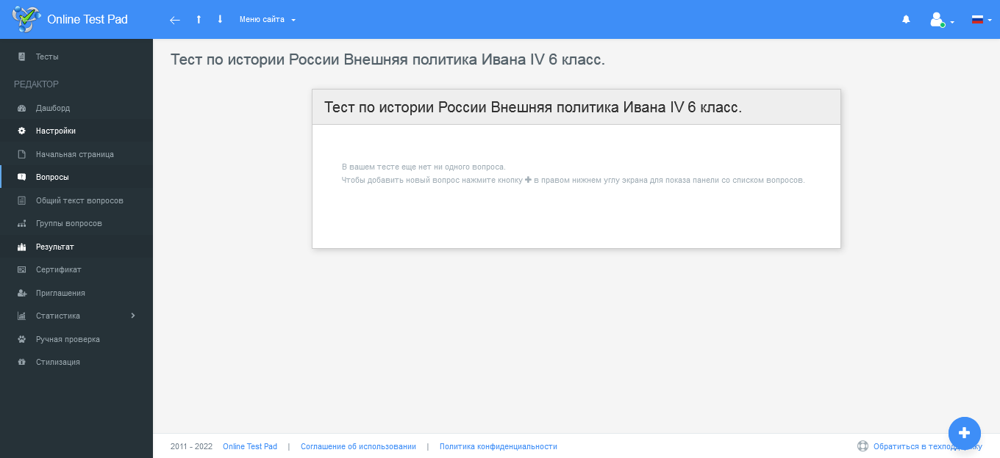 Online Test Pad
Меню сайта
Тесты
РЕДАКТОР
Дашборд
Настройки
Начальная страница
Вопросы
Общий текст вопросов
Группы вопросов
Результат
Сертификат
Приглашения
Статистика
Ручная проверка
Стилизация
Тест по истории России Внешняя политика Ивана IV 6 класс.
Тест по истории России Внешняя политика Ивана IV 6 класс.
В вашем тесте еще нет ни одного вопроса.
Чтобы добавить новый вопрос нажмите кнопку + в правом нижнем углу экрана для показа панели со списком вопросов.
2011 - 2022 Online Test Pad | Соглашение об использовании | Политика конфиденциальности
Обратиться в техподдержку